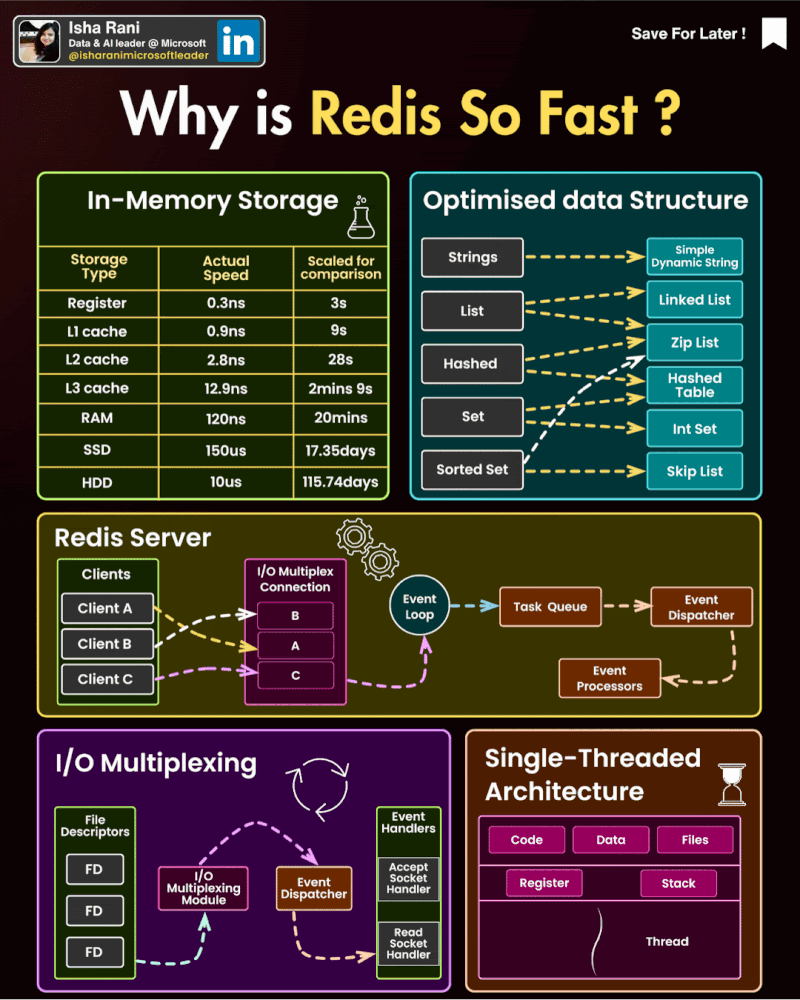 Isha Rani
Data & AI leader @ Microsoft
@isharanimicrosoftleader
in
Save For Later !
Why is Redis So Fast ?
In-Memory Storage
Storage Type | Actual Speed | Scaled for comparison
Register | 0.3ns | 3s
L1 cache | 0.9ns | 9s
L2 cache | 2.8ns | 28s
L3 cache | 12.9ns | 2mins 9s
RAM | 120ns | 20mins
SSD | 150us | 17.35days
HDD | 10us | 115.74days
Optimised data Structure
Strings
List
Hashed
Set
Sorted Set
Simple
Dynamic String
Linked List
Zip List
Hashed
Table
Int Set
Skip List
Redis Server
Clients
Client A
Client B
Client C
I/O Multiplex
Connection
B
A
C
Event
Loop
Task Queue
Event
Dispatcher
Event
Processors
I/O Multiplexing
File
Descriptors
FD
FD
FD
I/O
Multiplexing
Module
Event
Dispatcher
Event
Handlers
Accept
Socket
Handler
Read
Socket
Handler
Single-Threaded
Architecture
Code
Data
Files
Register
Stack
Thread